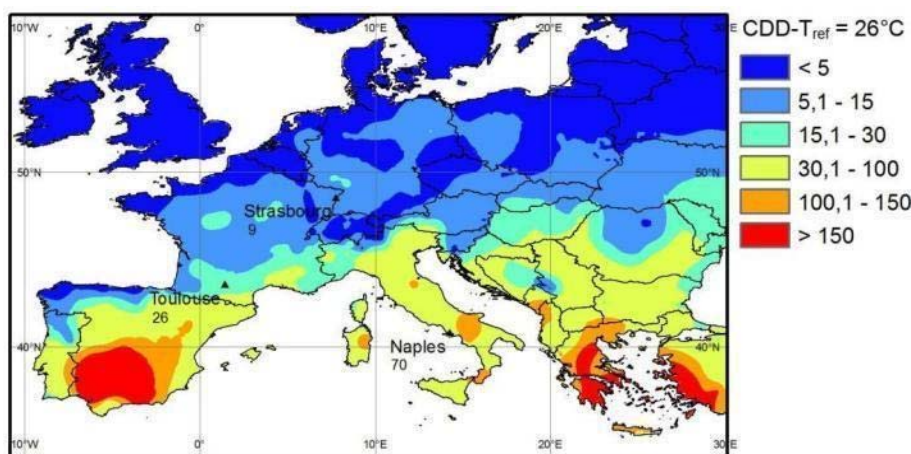 10°W 0° 10°E 20°E 30°E
CDD-Tref = 26°C
< 5
5,1 - 15
15,1 - 30
30,1 - 100
100,1 - 150
> 150
50°N 50°N
Strasbourg
9
Toulouse
26
40°N 40°N
Naples
70
10°W 0° 10°E 20°E 30°E